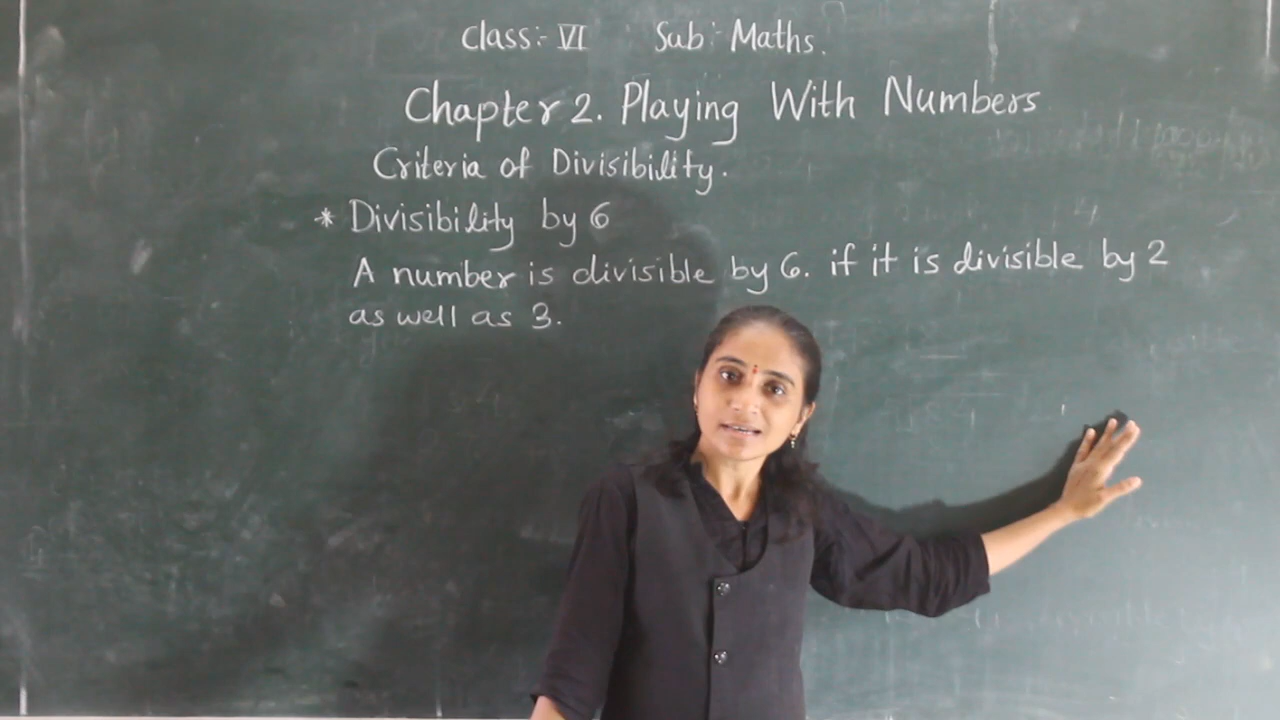 Class:- VI Sub: Maths.
Chapter 2. Playing With Numbers
Criteria of Divisibility.
* Divisibility by 6
A number is divisible by 6. if it is divisible by 2
as well as 3.